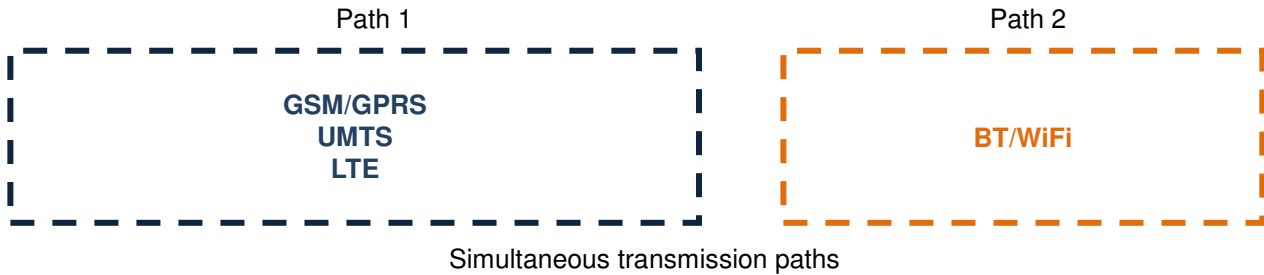 Path 1
Path 2
GSM/GPRS
UMTS
LTE
BT/WiFi
Simultaneous transmission paths